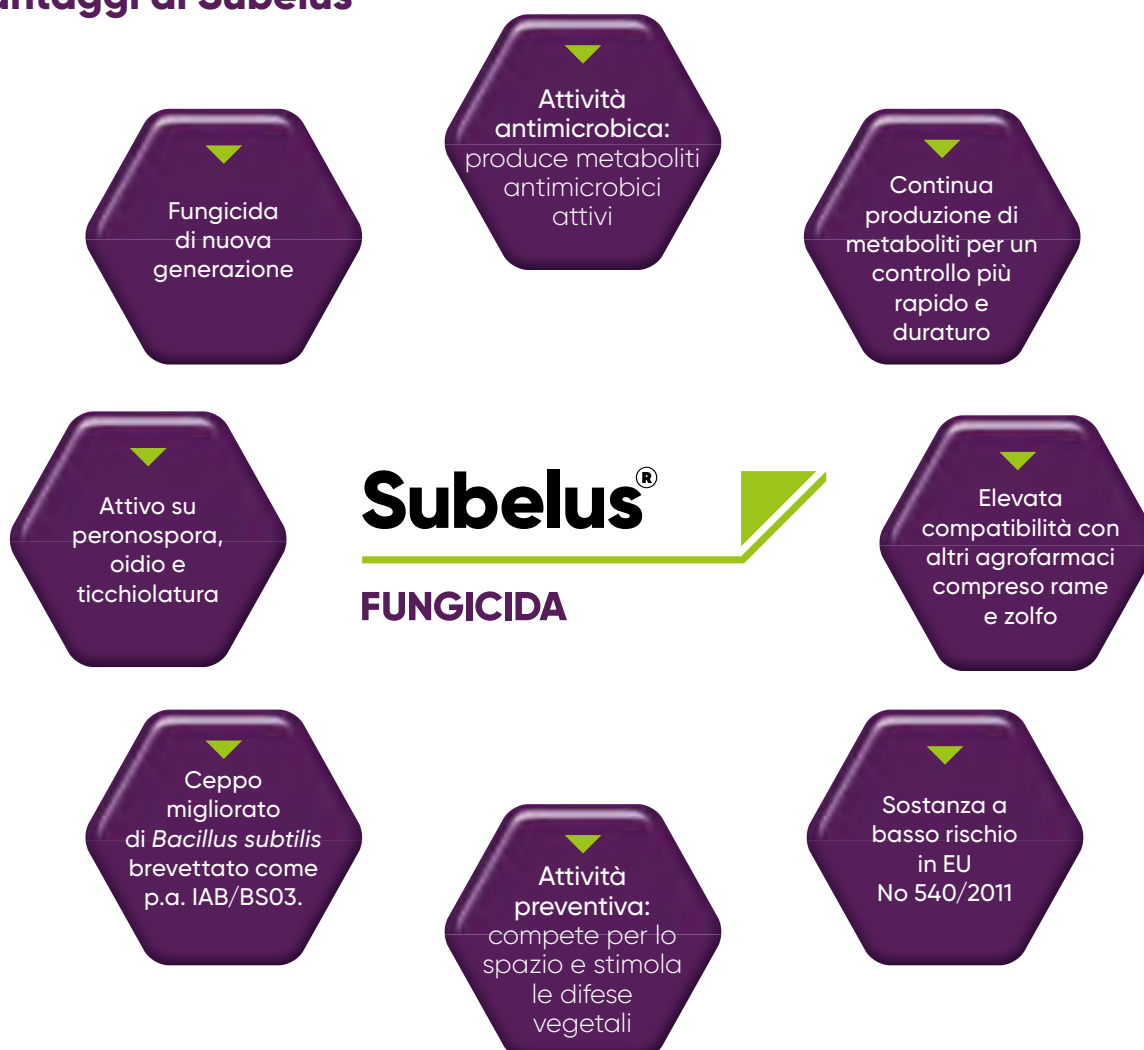 antaggi di Subelus
Attività
antimicrobica:
produce metaboliti
antimicrobici
attivi
Fungicida
di nuova
generazione
Continua
produzione di
metaboliti per un
controllo più
rapido e
duraturo
Attivo su
peronospora,
oidio e
ticchiolatura
Subelus®
FUNGICIDA
Elevata
compatibilità con
altri agrofarmaci
compreso rame
e zolfo
Ceppo
migliorato
di Bacillus subtilis
brevettato come
p.a. IAB/BS03.
Attività
preventiva:
compete per lo
spazio e stimola
le difese
vegetali
Sostanza a
basso rischio
in EU
No 540/2011